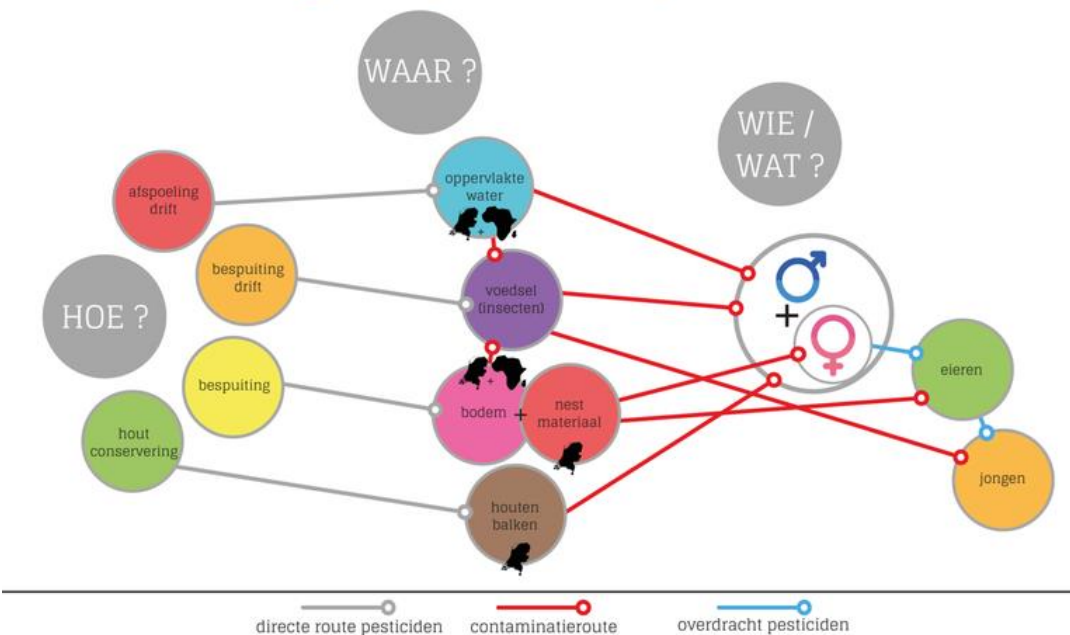 WAAR ?
WIE /
WAT ?
HOE ?
afspoeling
drift
bespuiting
drift
bespuiting
hout
conservering
oppervlakte
water
+
voedsel
(insecten)
+
bodem
+
nest
materiaal
houten
balken
+
eieren
jongen
directe route pesticiden
contaminatieroute
overdracht pesticiden